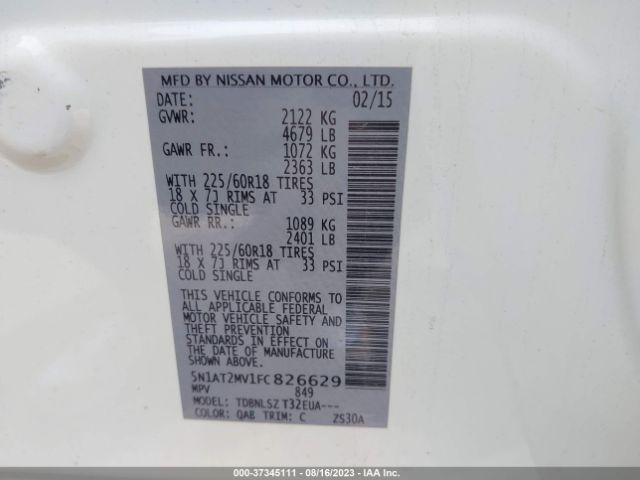 MFD BY NISSAN MOTOR CO., LTD.
DATE: 02/15
GVWR: 2122 KG
4679 LB
GAWR FR.: 1072 KG
2363 LB
WITH 225/60R18 TIRES
18 X 7J RIMS AT 33 PSI
COLD SINGLE
GAWR RR.: 1089 KG
2401 LB
WITH 225/60R18 TIRES
18 X 7J RIMS AT 33 PSI
COLD SINGLE
THIS VEHICLE CONFORMS TO
ALL APPLICABLE FEDERAL
MOTOR VEHICLE SAFETY AND
THEFT PREVENTION
STANDARDS IN EFFECT ON
THE DATE OF MANUFACTURE
SHOWN ABOVE.
5N1AT2MV1FC826629
MPV 849
MODEL: TDBNLSZ T32EUA---
COLOR: QAB TRIM: C ZS30A
000-37345111 - 08/16/2023 - IAAI.COM